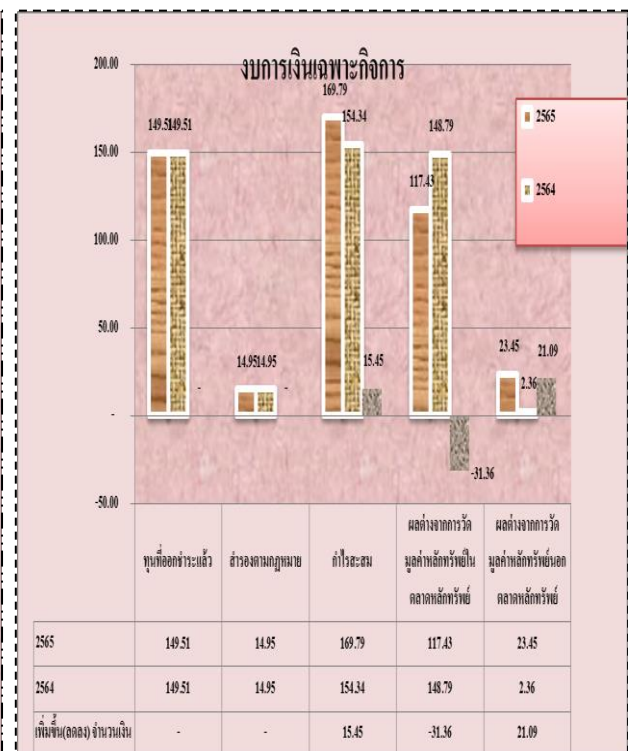 งบการเงินเฉพาะกิจการ
200.00
150.00
100.00
50.00
-
-50.00
149.51 149.51 -
14.95 14.95 -
169.79 154.34 15.45
117.43 148.79 -31.36
23.45 2.36 21.09
2565
2564
ทุนที่ออกชำระแล้ว สำรองตามกฎหมาย กำไรสะสม ผลต่างจากการวัด ผลต่างจากการวัด
มูลค่าหลักทรัพย์ใน มูลค่าหลักทรัพย์นอก
ตลาดหลักทรัพย์ ตลาดหลักทรัพย์
2565 149.51 14.95 169.79 117.43 23.45
2564 149.51 14.95 154.34 148.79 2.36
เพิ่มขึ้น(ลดลง) จำนวนเงิน - - 15.45 -31.36 21.09